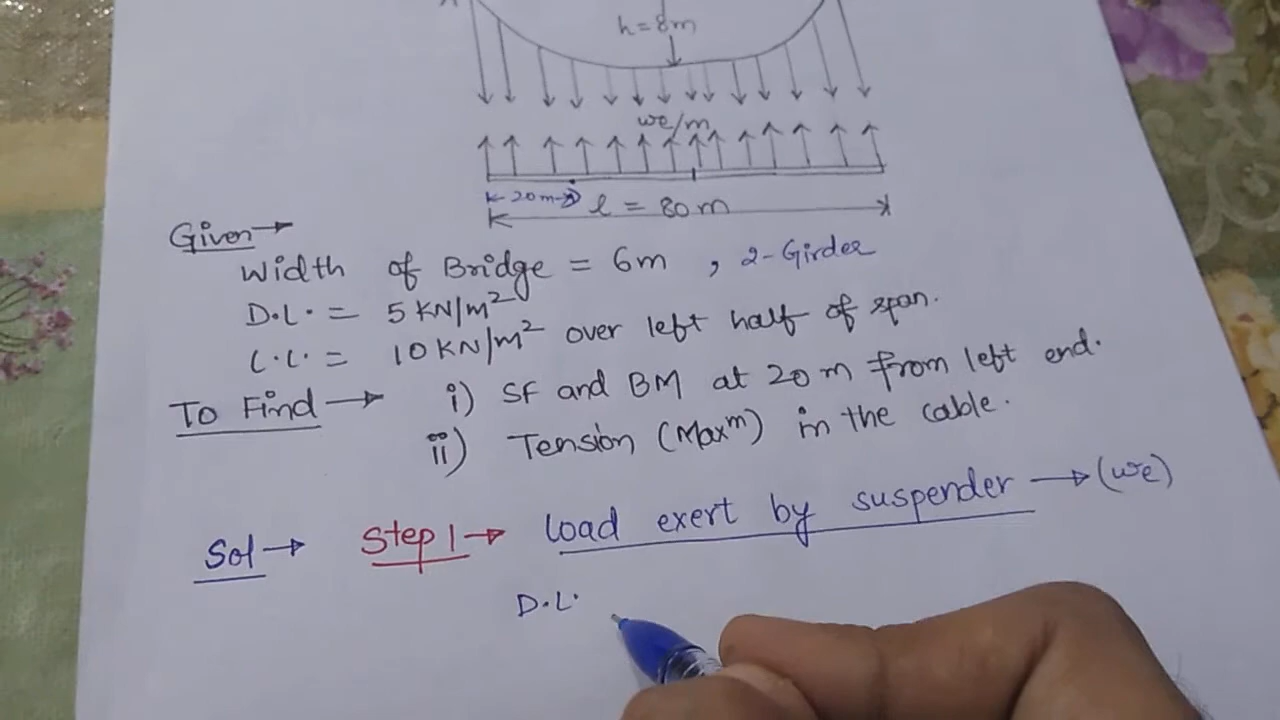 h = 8m
we/m
20m
l = 80m
Given →
Width of Bridge = 6m , 2-Girder
D.L. = 5 KN/m²
L.L. = 10 KN/m² over left half of span.
To Find → i) SF and BM at 20 m from left end.
ii) Tension (Maxᵐ) in the cable.
Sol → Step 1 → load exert by suspender → (we)
D.L.